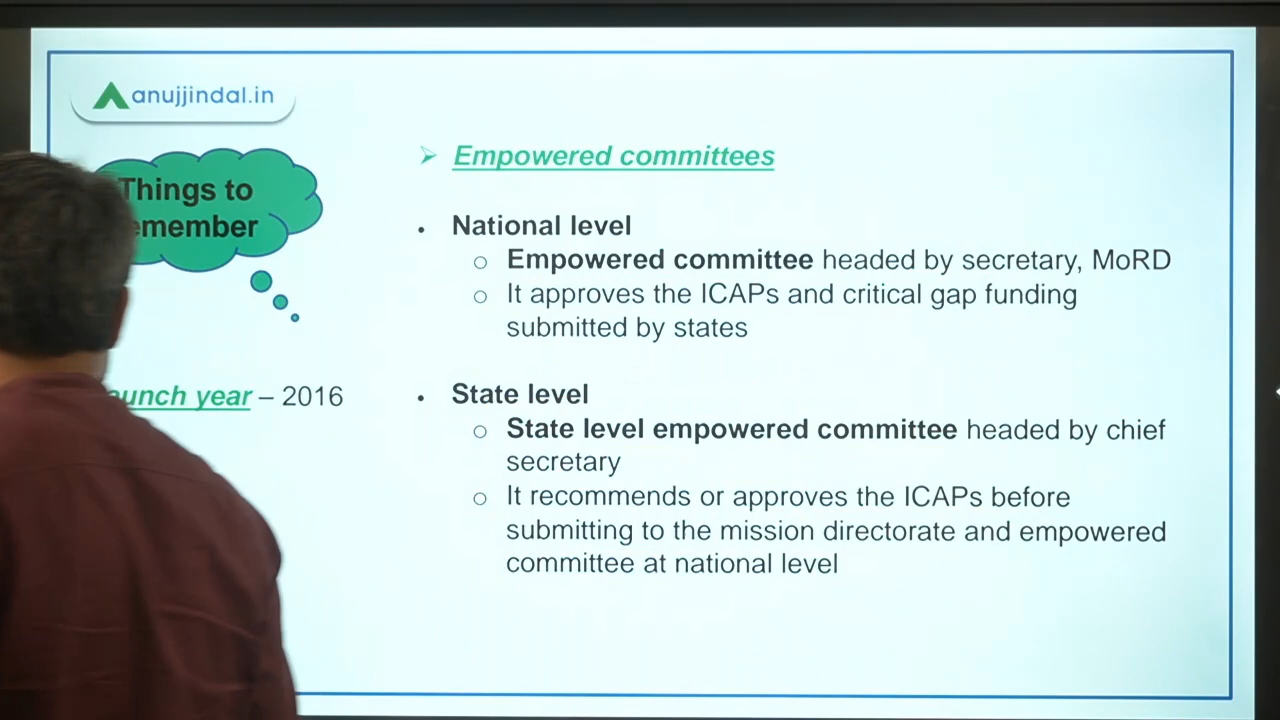 anujjindal.in
Things to
emember
Empowered committees
National level
Empowered committee headed by secretary, MoRD
It approves the ICAPs and critical gap funding
submitted by states
aunch year – 2016
State level
State level empowered committee headed by chief
secretary
It recommends or approves the ICAPs before
submitting to the mission directorate and empowered
committee at national level